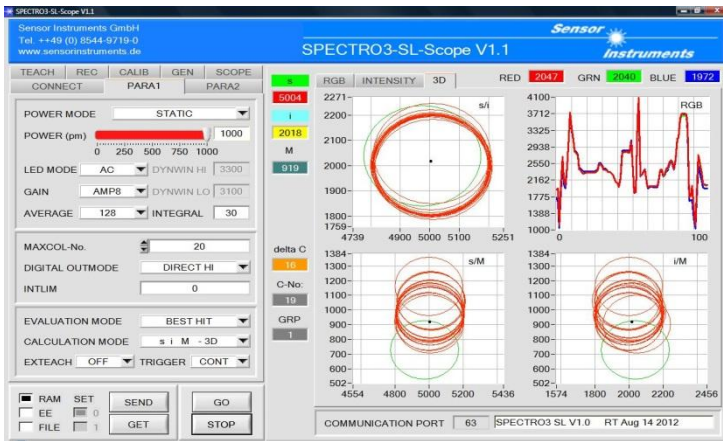 SPECTRO3-SL-Scope V1.1
Sensor Instruments GmbH
Tel. ++49 (0) 8544-9719-0
www.sensorinstruments.de
SPECTRO3-SL-Scope V1.1
Sensor
Instruments
TEACH REC CALIB GEN SCOPE
CONNECT PARA1 PARA2
POWER MODE STATIC
POWER (pm) 1000
0 250 500 750 1000
LED MODE AC DYNWIN HI 3300
GAIN AMP8 DYNWIN LO 3100
AVERAGE 128 INTEGRAL 30
MAXCOL-No. 20
DIGITAL OUTMODE DIRECT HI
INTLIM 0
EVALUATION MODE BEST HIT
CALCULATION MODE s i M - 3D
EXTEACH OFF TRIGGER CONT
RAM SET
EE 0
FILE 1
SEND GO
GET STOP
s
5004
i
2018
M
919
delta C
16
C-No:
19
GRP
1
RGB INTENSITY 3D
RED 2047 GRN 2040 BLUE 1972
s/i
2271
2200
2100
2000
1900
1800
1759
4739 4900 5000 5100 5251
RGB
4100
3712
3325
2938
2550
2162
1775
1388
1000
0 100
s/M
1384
1300
1200
1100
1000
900
800
700
600
502
4554 4800 5000 5200 5436
i/M
1384
1300
1200
1100
1000
900
800
700
600
502
1574 1800 2000 2200 2456
COMMUNICATION PORT 63 SPECTRO3 SL V1.0 RT Aug 14 2012